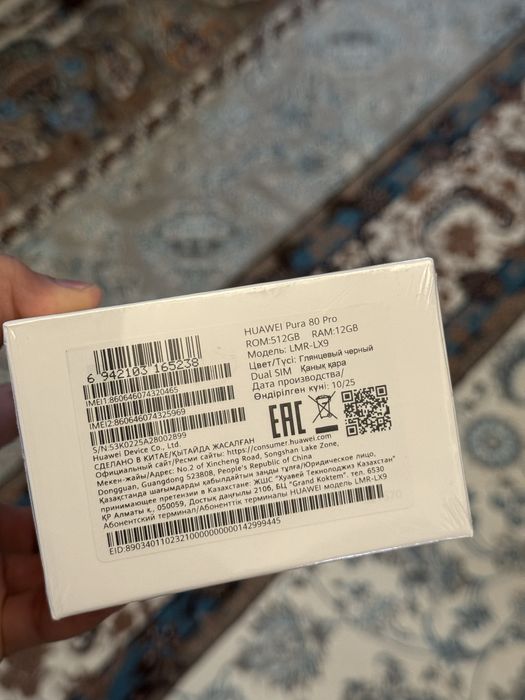 HUAWEI Pura 80 Pro
ROM:512GB RAM:12GB
Модель: LMR-LX9
Цвет/Түсі: Глянцевый черный
Dual SIM Қанық қара
Дата производства/
Өндірілген күні: 10/25
6 942103 165238
IMEI1:860646074320465
IMEI2:860646074325969
S/N:53K0225A28002899
EAC
Huawei Device Co., Ltd.
СДЕЛАНО В КИТАЕ/ҚЫТАЙДА ЖАСАЛҒАН
Официальный сайт/Ресми сайты: https://consumer.huawei.com
Мекен-жайы/Адрес: No.2 of Xincheng Road, Songshan Lake Zone,
Dongguan, Guangdong 523808, People's Republic of China
Қазақстанда шағымдарды қабылдайтын заңды тұлға/Юридическое лицо,
принимающее претензии в Казахстане: ЖШС "Хуавей Текнолоджиз Казахстан"
ҚР Алматы қ., 050059, Достық даңғылы 210б, БЦ "Grand Koktem". тел. 6530
Абонентский терминал/Абоненттік терминалы HUAWEI модель LMR-LX9
EID:89034011023210000000000142999445